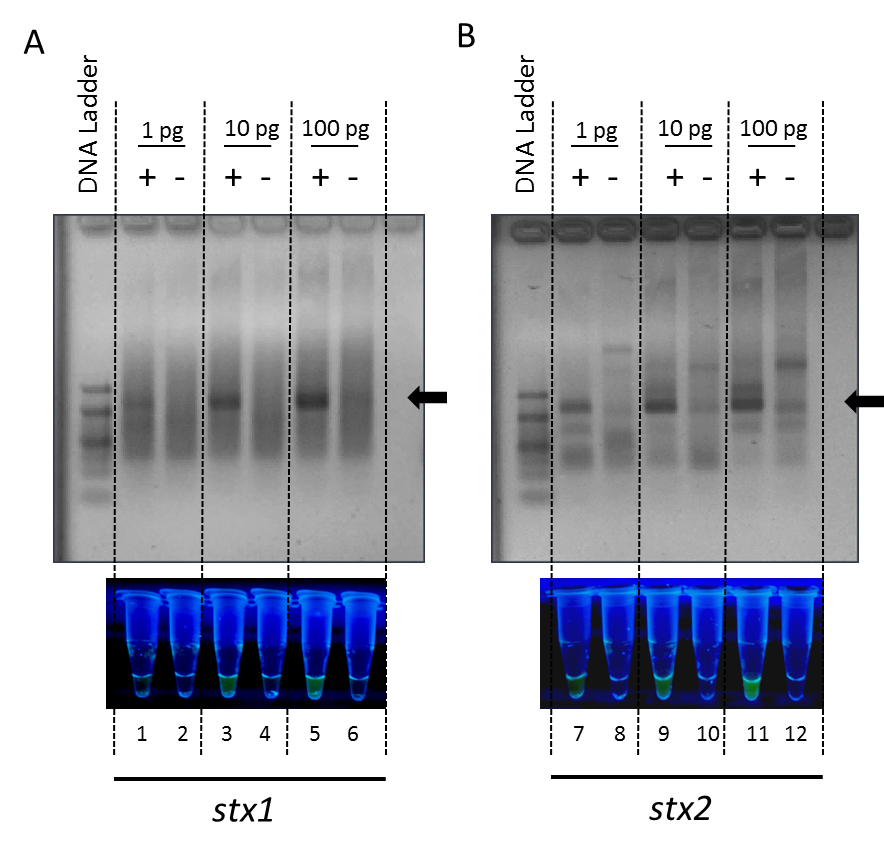 A
DNA Ladder
1 pg
10 pg
100 pg
+ - + - + -
1 2 3 4 5 6
stx1
B
DNA Ladder
1 pg
10 pg
100 pg
+ - + - + -
7 8 9 10 11 12
stx2